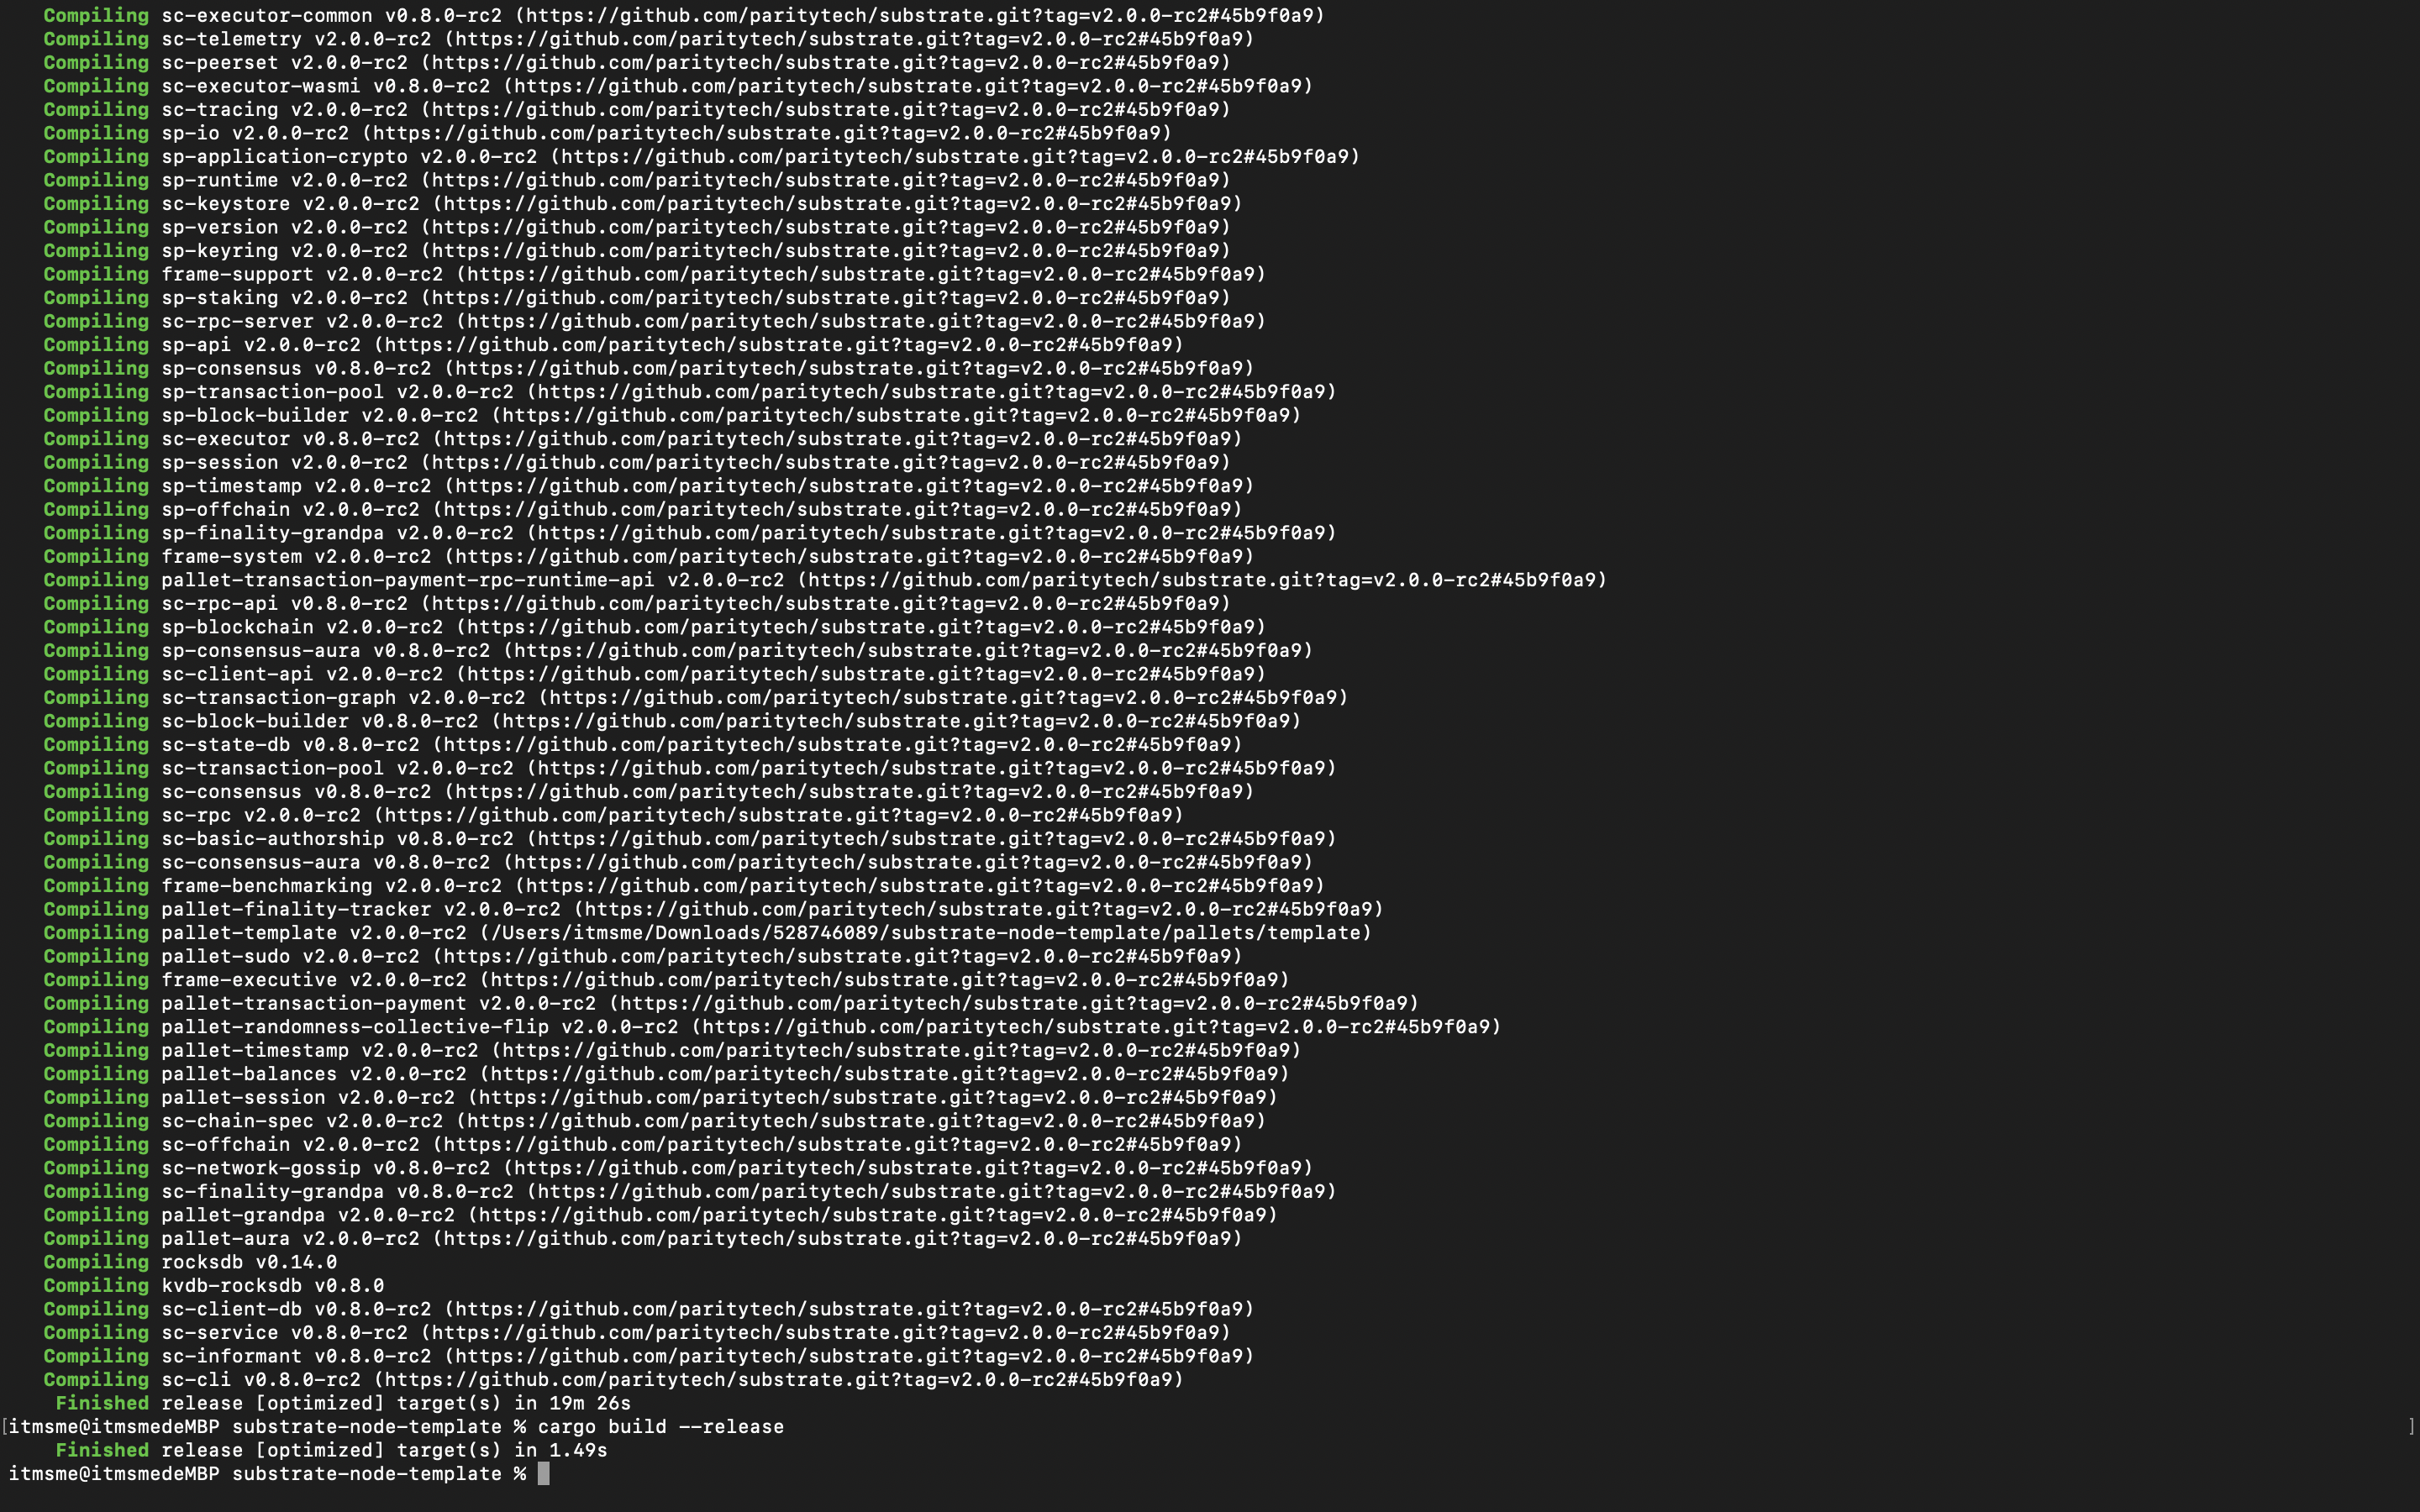 Compiling sc-executor-common v0.8.0-rc2 (https://github.com/paritytech/substrate.git?tag=v2.0.0-rc2#45b9f0a9)
Compiling sc-telemetry v2.0.0-rc2 (https://github.com/paritytech/substrate.git?tag=v2.0.0-rc2#45b9f0a9)
Compiling sc-peerset v2.0.0-rc2 (https://github.com/paritytech/substrate.git?tag=v2.0.0-rc2#45b9f0a9)
Compiling sc-executor-wasmi v0.8.0-rc2 (https://github.com/paritytech/substrate.git?tag=v2.0.0-rc2#45b9f0a9)
Compiling sc-tracing v2.0.0-rc2 (https://github.com/paritytech/substrate.git?tag=v2.0.0-rc2#45b9f0a9)
Compiling sp-io v2.0.0-rc2 (https://github.com/paritytech/substrate.git?tag=v2.0.0-rc2#45b9f0a9)
Compiling sp-application-crypto v2.0.0-rc2 (https://github.com/paritytech/substrate.git?tag=v2.0.0-rc2#45b9f0a9)
Compiling sp-runtime v2.0.0-rc2 (https://github.com/paritytech/substrate.git?tag=v2.0.0-rc2#45b9f0a9)
Compiling sc-keystore v2.0.0-rc2 (https://github.com/paritytech/substrate.git?tag=v2.0.0-rc2#45b9f0a9)
Compiling sp-version v2.0.0-rc2 (https://github.com/paritytech/substrate.git?tag=v2.0.0-rc2#45b9f0a9)
Compiling sp-keyring v2.0.0-rc2 (https://github.com/paritytech/substrate.git?tag=v2.0.0-rc2#45b9f0a9)
Compiling frame-support v2.0.0-rc2 (https://github.com/paritytech/substrate.git?tag=v2.0.0-rc2#45b9f0a9)
Compiling sp-staking v2.0.0-rc2 (https://github.com/paritytech/substrate.git?tag=v2.0.0-rc2#45b9f0a9)
Compiling sc-rpc-server v2.0.0-rc2 (https://github.com/paritytech/substrate.git?tag=v2.0.0-rc2#45b9f0a9)
Compiling sp-api v2.0.0-rc2 (https://github.com/paritytech/substrate.git?tag=v2.0.0-rc2#45b9f0a9)
Compiling sp-consensus v0.8.0-rc2 (https://github.com/paritytech/substrate.git?tag=v2.0.0-rc2#45b9f0a9)
Compiling sp-transaction-pool v2.0.0-rc2 (https://github.com/paritytech/substrate.git?tag=v2.0.0-rc2#45b9f0a9)
Compiling sp-block-builder v2.0.0-rc2 (https://github.com/paritytech/substrate.git?tag=v2.0.0-rc2#45b9f0a9)
Compiling sc-executor v0.8.0-rc2 (https://github.com/paritytech/substrate.git?tag=v2.0.0-rc2#45b9f0a9)
Compiling sp-session v2.0.0-rc2 (https://github.com/paritytech/substrate.git?tag=v2.0.0-rc2#45b9f0a9)
Compiling sp-timestamp v2.0.0-rc2 (https://github.com/paritytech/substrate.git?tag=v2.0.0-rc2#45b9f0a9)
Compiling sp-offchain v2.0.0-rc2 (https://github.com/paritytech/substrate.git?tag=v2.0.0-rc2#45b9f0a9)
Compiling sp-finality-grandpa v2.0.0-rc2 (https://github.com/paritytech/substrate.git?tag=v2.0.0-rc2#45b9f0a9)
Compiling frame-system v2.0.0-rc2 (https://github.com/paritytech/substrate.git?tag=v2.0.0-rc2#45b9f0a9)
Compiling pallet-transaction-payment-rpc-runtime-api v2.0.0-rc2 (https://github.com/paritytech/substrate.git?tag=v2.0.0-rc2#45b9f0a9)
Compiling sc-rpc-api v0.8.0-rc2 (https://github.com/paritytech/substrate.git?tag=v2.0.0-rc2#45b9f0a9)
Compiling sp-blockchain v2.0.0-rc2 (https://github.com/paritytech/substrate.git?tag=v2.0.0-rc2#45b9f0a9)
Compiling sp-consensus-aura v0.8.0-rc2 (https://github.com/paritytech/substrate.git?tag=v2.0.0-rc2#45b9f0a9)
Compiling sc-client-api v2.0.0-rc2 (https://github.com/paritytech/substrate.git?tag=v2.0.0-rc2#45b9f0a9)
Compiling sc-transaction-graph v2.0.0-rc2 (https://github.com/paritytech/substrate.git?tag=v2.0.0-rc2#45b9f0a9)
Compiling sc-block-builder v0.8.0-rc2 (https://github.com/paritytech/substrate.git?tag=v2.0.0-rc2#45b9f0a9)
Compiling sc-state-db v0.8.0-rc2 (https://github.com/paritytech/substrate.git?tag=v2.0.0-rc2#45b9f0a9)
Compiling sc-transaction-pool v2.0.0-rc2 (https://github.com/paritytech/substrate.git?tag=v2.0.0-rc2#45b9f0a9)
Compiling sc-consensus v0.8.0-rc2 (https://github.com/paritytech/substrate.git?tag=v2.0.0-rc2#45b9f0a9)
Compiling sc-rpc v2.0.0-rc2 (https://github.com/paritytech/substrate.git?tag=v2.0.0-rc2#45b9f0a9)
Compiling sc-basic-authorship v0.8.0-rc2 (https://github.com/paritytech/substrate.git?tag=v2.0.0-rc2#45b9f0a9)
Compiling sc-consensus-aura v0.8.0-rc2 (https://github.com/paritytech/substrate.git?tag=v2.0.0-rc2#45b9f0a9)
Compiling frame-benchmarking v2.0.0-rc2 (https://github.com/paritytech/substrate.git?tag=v2.0.0-rc2#45b9f0a9)
Compiling pallet-finality-tracker v2.0.0-rc2 (https://github.com/paritytech/substrate.git?tag=v2.0.0-rc2#45b9f0a9)
Compiling pallet-template v2.0.0-rc2 (/Users/itmsme/Downloads/528746089/substrate-node-template/pallets/template)
Compiling pallet-sudo v2.0.0-rc2 (https://github.com/paritytech/substrate.git?tag=v2.0.0-rc2#45b9f0a9)
Compiling frame-executive v2.0.0-rc2 (https://github.com/paritytech/substrate.git?tag=v2.0.0-rc2#45b9f0a9)
Compiling pallet-transaction-payment v2.0.0-rc2 (https://github.com/paritytech/substrate.git?tag=v2.0.0-rc2#45b9f0a9)
Compiling pallet-randomness-collective-flip v2.0.0-rc2 (https://github.com/paritytech/substrate.git?tag=v2.0.0-rc2#45b9f0a9)
Compiling pallet-timestamp v2.0.0-rc2 (https://github.com/paritytech/substrate.git?tag=v2.0.0-rc2#45b9f0a9)
Compiling pallet-balances v2.0.0-rc2 (https://github.com/paritytech/substrate.git?tag=v2.0.0-rc2#45b9f0a9)
Compiling pallet-session v2.0.0-rc2 (https://github.com/paritytech/substrate.git?tag=v2.0.0-rc2#45b9f0a9)
Compiling sc-chain-spec v2.0.0-rc2 (https://github.com/paritytech/substrate.git?tag=v2.0.0-rc2#45b9f0a9)
Compiling sc-offchain v2.0.0-rc2 (https://github.com/paritytech/substrate.git?tag=v2.0.0-rc2#45b9f0a9)
Compiling sc-network-gossip v0.8.0-rc2 (https://github.com/paritytech/substrate.git?tag=v2.0.0-rc2#45b9f0a9)
Compiling sc-finality-grandpa v0.8.0-rc2 (https://github.com/paritytech/substrate.git?tag=v2.0.0-rc2#45b9f0a9)
Compiling pallet-grandpa v2.0.0-rc2 (https://github.com/paritytech/substrate.git?tag=v2.0.0-rc2#45b9f0a9)
Compiling pallet-aura v2.0.0-rc2 (https://github.com/paritytech/substrate.git?tag=v2.0.0-rc2#45b9f0a9)
Compiling rocksdb v0.14.0
Compiling kvdb-rocksdb v0.8.0
Compiling sc-client-db v0.8.0-rc2 (https://github.com/paritytech/substrate.git?tag=v2.0.0-rc2#45b9f0a9)
Compiling sc-service v0.8.0-rc2 (https://github.com/paritytech/substrate.git?tag=v2.0.0-rc2#45b9f0a9)
Compiling sc-informant v0.8.0-rc2 (https://github.com/paritytech/substrate.git?tag=v2.0.0-rc2#45b9f0a9)
Compiling sc-cli v0.8.0-rc2 (https://github.com/paritytech/substrate.git?tag=v2.0.0-rc2#45b9f0a9)
Finished release [optimized] target(s) in 19m 26s
[itmsme@itmsmedeMBP substrate-node-template % cargo build --release ]
Finished release [optimized] target(s) in 1.49s
itmsme@itmsmedeMBP substrate-node-template %